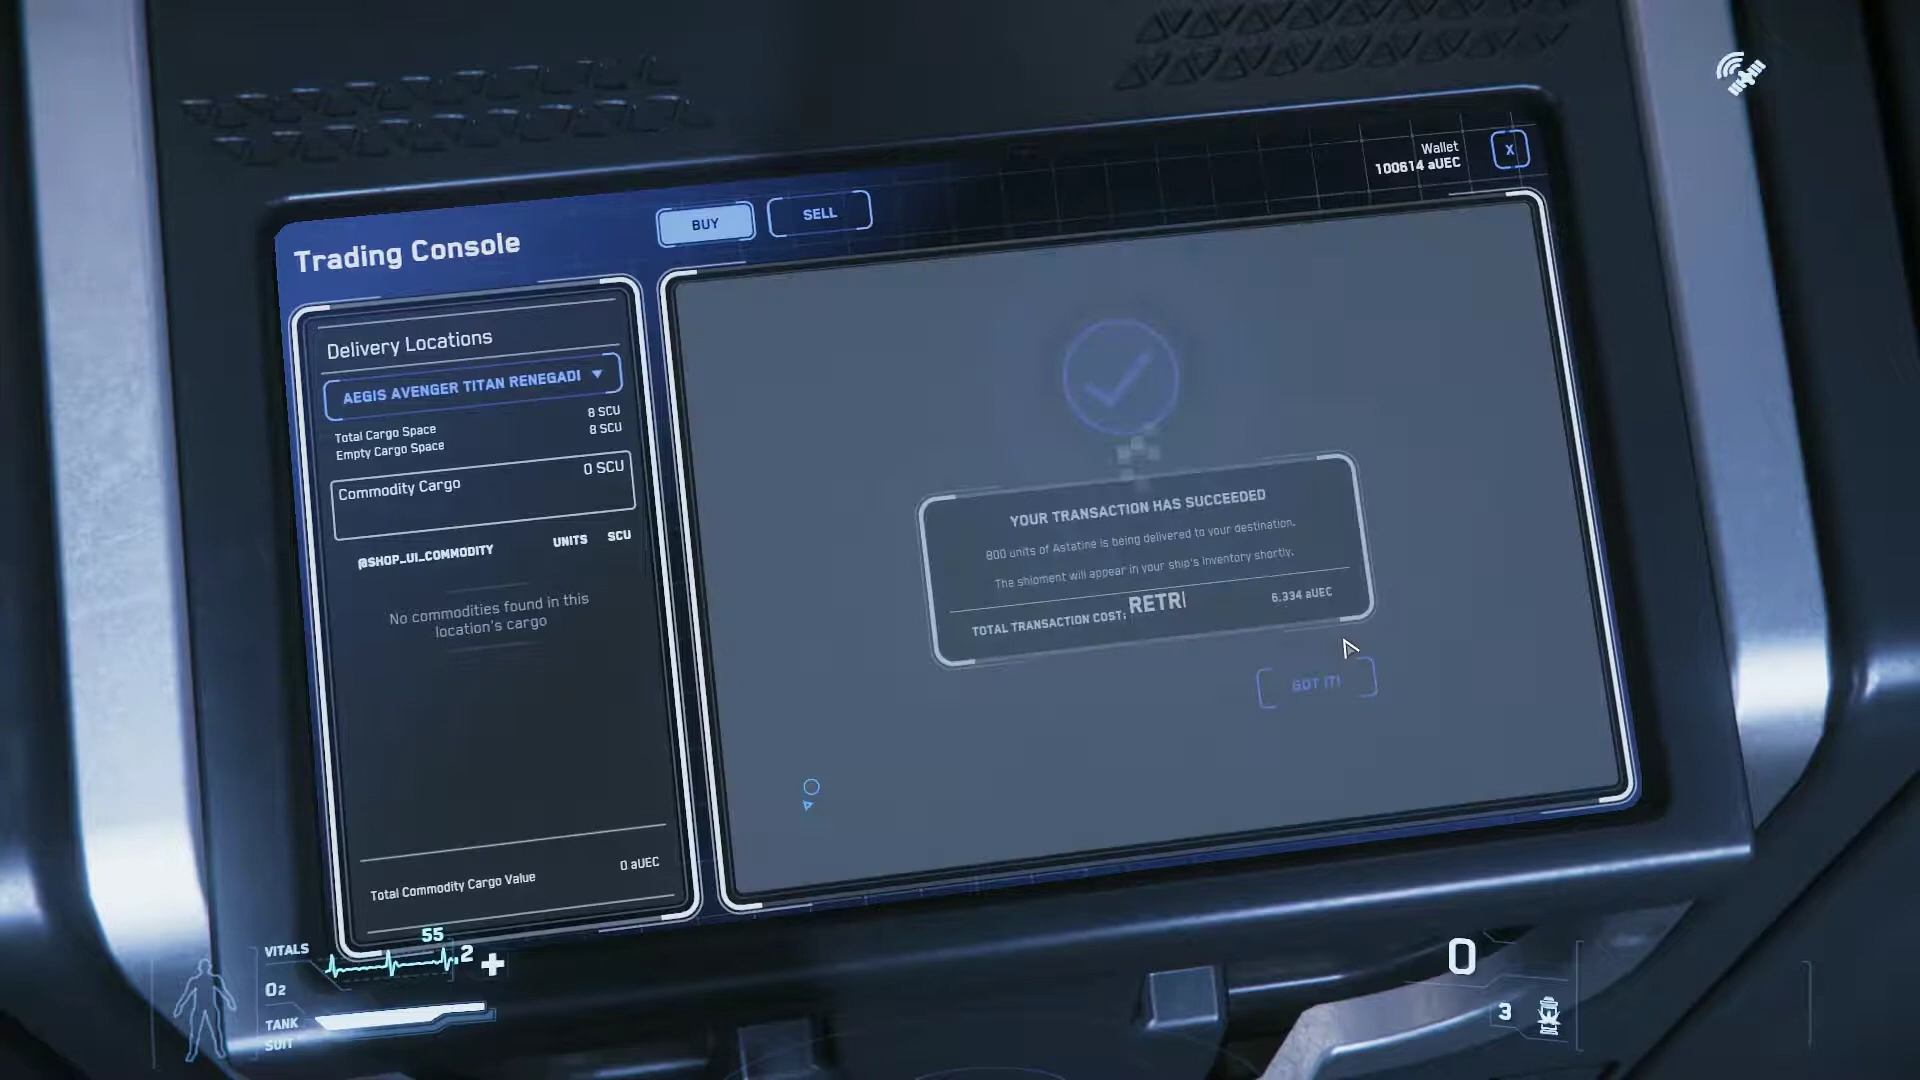 Wallet
100614 aUEC
X
Trading Console
BUY
SELL
Delivery Locations
AEGIS AVENGER TITAN RENEGADI
Total Cargo Space 8 SCU
Empty Cargo Space 8 SCU
Commodity Cargo 0 SCU
@SHOP_UI_COMMODITY UNITS SCU
No commodities found in this
location's cargo
Total Commodity Cargo Value 0 aUEC
YOUR TRANSACTION HAS SUCCEEDED
800 units of Astatine is being delivered to your destination.
The shipment will appear in your ship's inventory shortly.
TOTAL TRANSACTION COST: 6.334 aUEC
RETRI
GOT IT!
VITALS
55
2
O2
TANK
SUIT
0
3